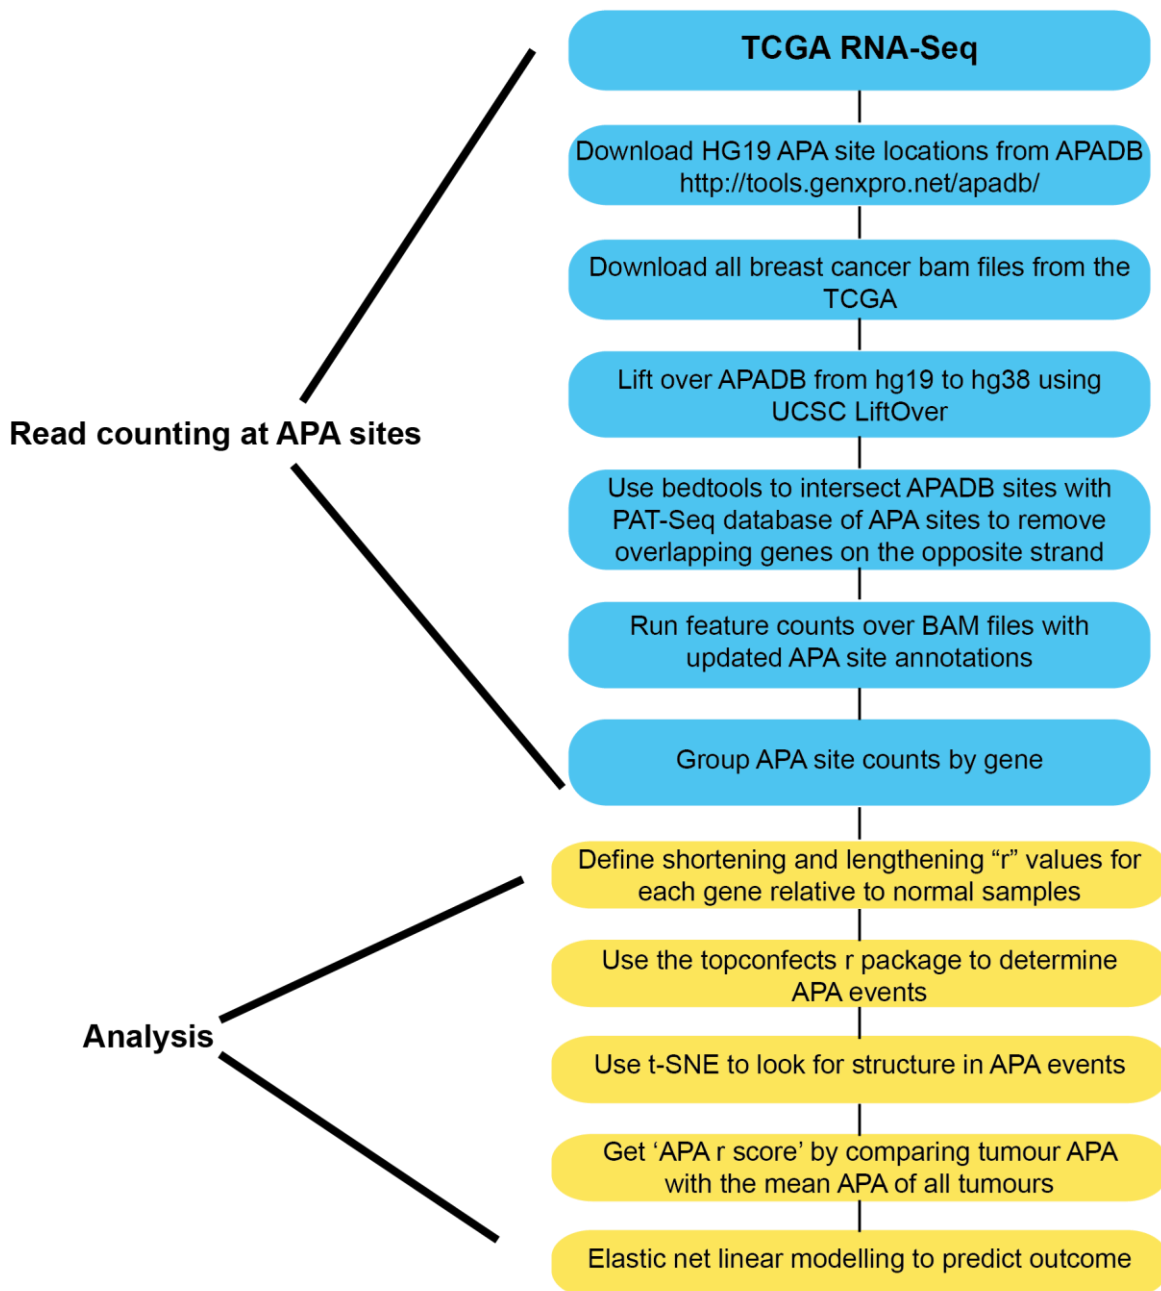 TCGA RNA-Seq
Download HG19 APA site locations from APADB
http://tools.genxpro.net/apadb/
Download all breast cancer bam files from the
TCGA
Lift over APADB from hg19 to hg38 using
UCSC LiftOver
Read counting at APA sites
Use bedtools to intersect APADB sites with
PAT-Seq database of APA sites to remove
overlapping genes on the opposite strand
Run feature counts over BAM files with
updated APA site annotations
Group APA site counts by gene
Define shortening and lengthening “r” values for
each gene relative to normal samples
Use the topconfects r package to determine
APA events
Analysis
Use t-SNE to look for structure in APA events
Get ‘APA r score’ by comparing tumour APA
with the mean APA of all tumours
Elastic net linear modelling to predict outcome